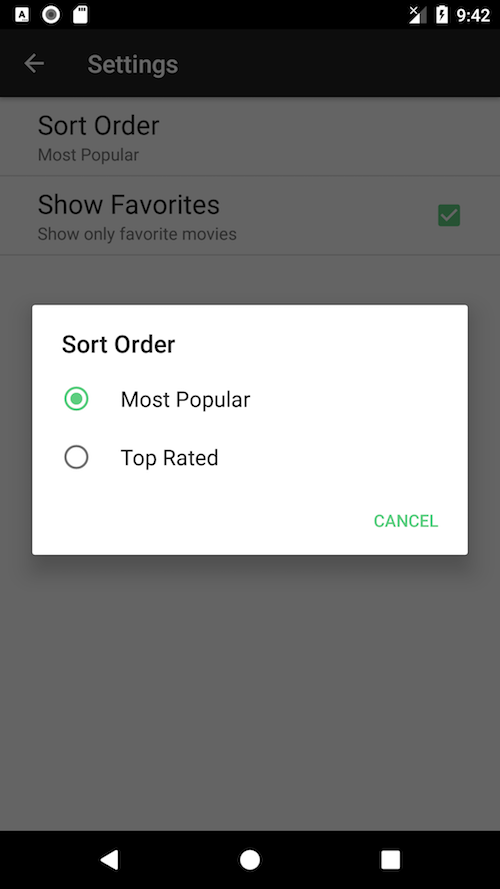 A
9:42
Settings
Sort Order
Most Popular
Show Favorites
Show only favorite movies
Sort Order
Most Popular
Top Rated
CANCEL